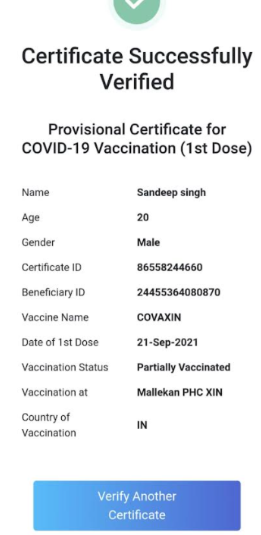 Certificate Successfully
Verified
Provisional Certificate for
COVID-19 Vaccination (1st Dose)
Name Sandeep singh
Age 20
Gender Male
Certificate ID 86558244660
Beneficiary ID 24455364080870
Vaccine Name COVAXIN
Date of 1st Dose 21-Sep-2021
Vaccination Status Partially Vaccinated
Vaccination at Mallekan PHC XIN
Country of
Vaccination IN
Verify Another
Certificate